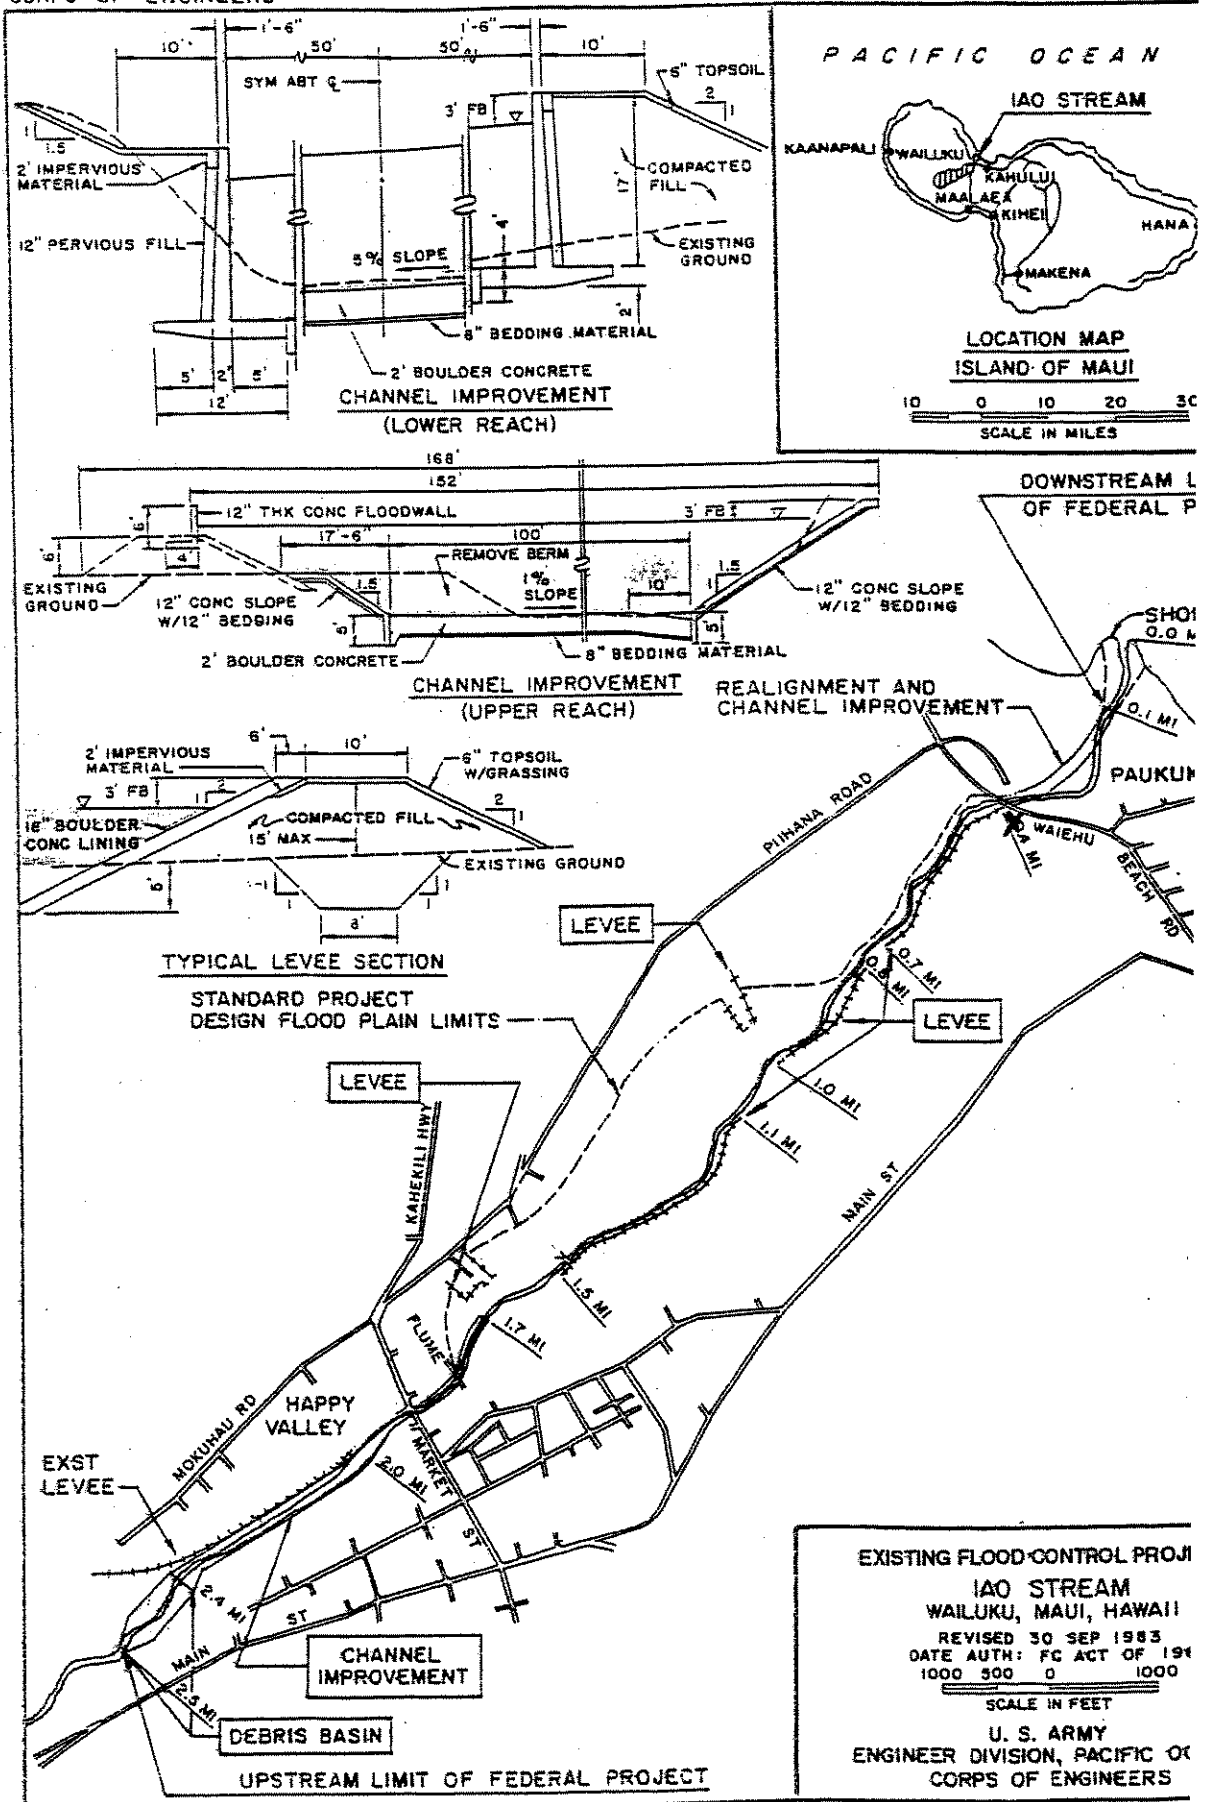 CORPS OF ENGINEERS
1'-6"
1'-6"
10'
50'
50'
10'
SYM ABT ℄
6" TOPSOIL
3' FB
2
1
1
1.5
2' IMPERVIOUS
MATERIAL
COMPACTED
FILL
17'
12" PERVIOUS FILL
4'
5% SLOPE
EXISTING
GROUND
2'
8" BEDDING MATERIAL
5'
2'
5'
12'
2' BOULDER CONCRETE
CHANNEL IMPROVEMENT
(LOWER REACH)
PACIFIC OCEAN
IAO STREAM
KAANAPALI
WAILUKU
KAHULUI
MAALAEA
KIHEI
HANA
MAKENA
LOCATION MAP
ISLAND OF MAUI
10 0 10 20
SCALE IN MILES
168'
152'
12" THK CONC FLOODWALL
3' FB
6'
6'
4'
17'-6"
100'
REMOVE BERM
1%
SLOPE
10'
1.5
1
1.5
EXISTING
GROUND
12" CONC SLOPE
W/12" BEDDING
12" CONC SLOPE
W/12" BEDDING
5'
5'
2' BOULDER CONCRETE
8" BEDDING MATERIAL
CHANNEL IMPROVEMENT
(UPPER REACH)
DOWNSTREAM
OF FEDERAL
0.0
REALIGNMENT AND
CHANNEL IMPROVEMENT
0.1 MI
6'
10'
2' IMPERVIOUS
MATERIAL
6" TOPSOIL
W/GRASSING
3' FB
2
1
2
1
18" BOULDER
CONC LINING
COMPACTED FILL
15' MAX
EXISTING GROUND
5'
1
1
1
1
8'
TYPICAL LEVEE SECTION
STANDARD PROJECT
DESIGN FLOOD PLAIN LIMITS
PIIHANA ROAD
WAIEHU
BEACH RD
0.4 MI
LEVEE
0.7 MI
0.8 MI
LEVEE
LEVEE
1.0 MI
1.1 MI
KAHEKILI HWY
MAIN ST
1.5 MI
1.7 MI
FLUME
MOKUHAU RD
HAPPY
VALLEY
MARKET
ST
2.0 MI
EXST
LEVEE
2.4 MI
MAIN
ST
2.5 MI
CHANNEL
IMPROVEMENT
DEBRIS BASIN
UPSTREAM LIMIT OF FEDERAL PROJECT
EXISTING FLOOD CONTROL
IAO STREAM
WAILUKU, MAUI, HAWAII
REVISED 30 SEP 1983
DATE AUTH: FC ACT OF
1000 500 0 1000
SCALE IN FEET
U. S. ARMY
ENGINEER DIVISION, PACIFIC
CORPS OF ENGINEERS